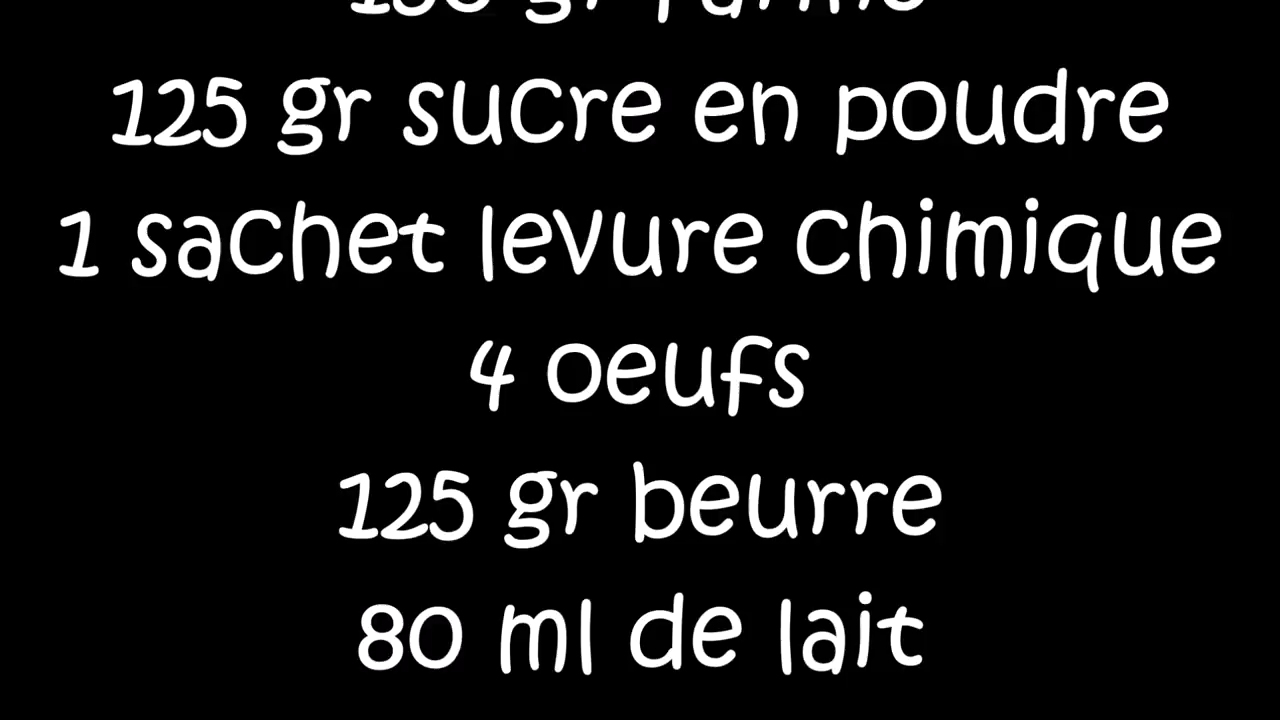 125 gr sucre en poudre
1 sachet levure chimique
4 oeufs
125 gr beurre
80 ml de lait